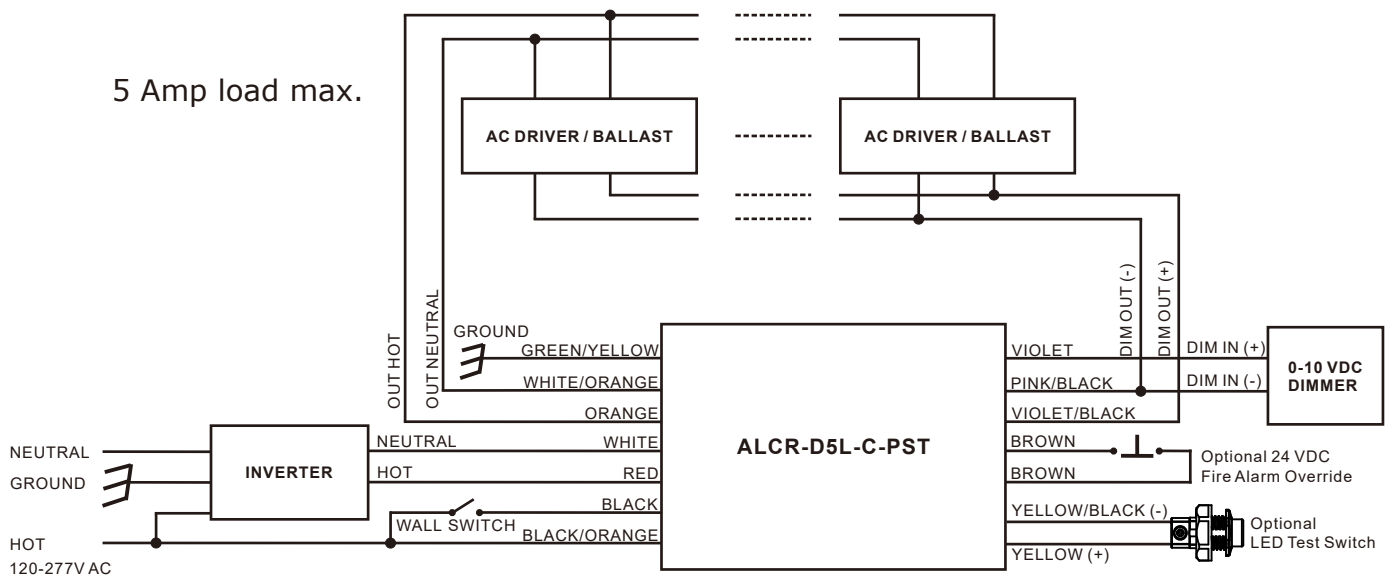 5 Amp load max.
AC DRIVER / BALLAST
AC DRIVER / BALLAST
OUT HOT
OUT NEUTRAL
DIM OUT (-)
DIM OUT (+)
GROUND
GREEN/YELLOW
WHITE/ORANGE
ORANGE
WHITE
RED
BLACK
BLACK/ORANGE
ALCR-D5L-C-PST
VIOLET
PINK/BLACK
VIOLET/BLACK
BROWN
BROWN
YELLOW/BLACK (-)
YELLOW (+)
DIM IN (+)
DIM IN (-)
0-10 VDC
DIMMER
Optional 24 VDC
Fire Alarm Override
Optional
LED Test Switch
NEUTRAL
GROUND
HOT
120-277V AC
INVERTER
NEUTRAL
HOT
WALL SWITCH